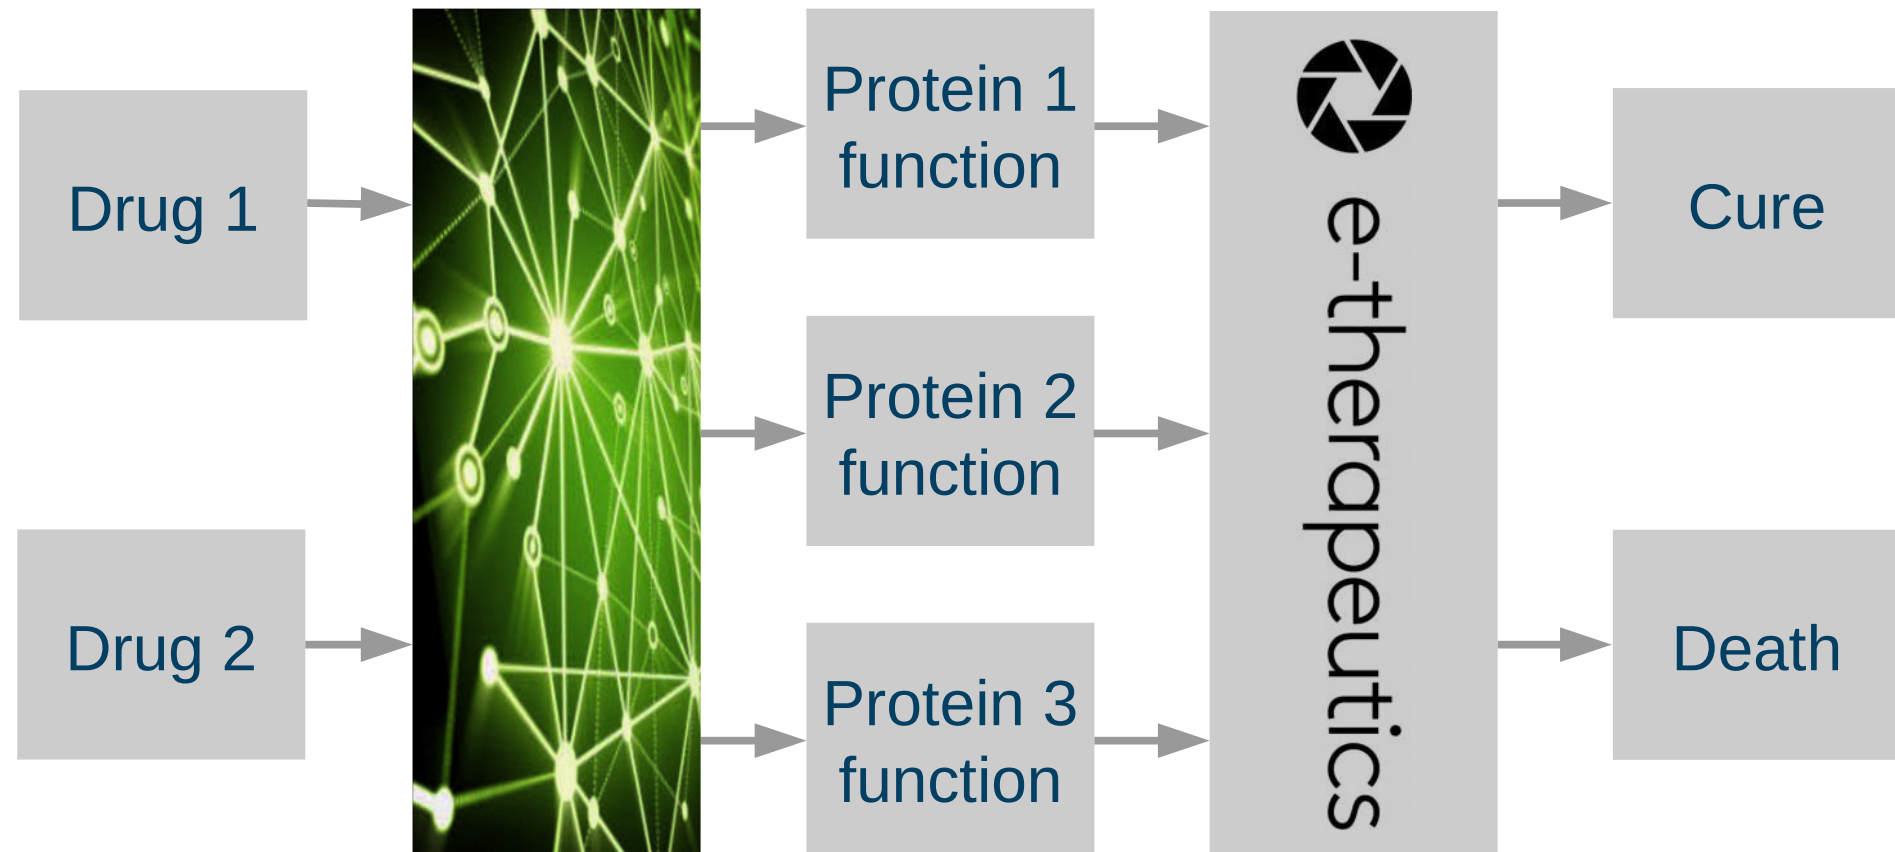 Drug 1
Drug 2
Protein 1
function
Protein 2
function
Protein 3
function
e-therapeutics
Cure
Death